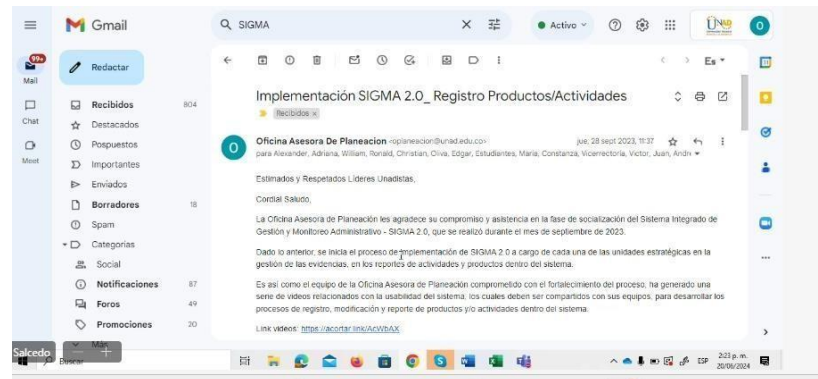 Gmail
SIGMA
Activo
UNAD
O
99+
Mail
Redactar
Es
Chat
Meet
Recibidos 804
Destacados
Pospuestos
Importantes
Enviados
Borradores 18
Spam
Categorías
Social
Notificaciones 87
Foros 49
Promociones 20
Más
Implementación SIGMA 2.0_ Registro Productos/Actividades
Recibidos x
O
Oficina Asesora De Planeacion <oplaneacion@unad.edu.co> jue, 28 sept 2023, 11:37
para Alexander, Adriana, William, Ronald, Christian, Oliva, Edgar, Estudiantes, Maria, Constanza, Vicerrectoria, Victor, Juan, Andre
Estimados y Respetados Líderes Unadistas,
Cordial Saludo,
La Oficina Asesora de Planeación les agradece su compromiso y asistencia en la fase de socialización del Sistema Integrado de
Gestión y Monitoreo Administrativo - SIGMA 2.0, que se realizó durante el mes de septiembre de 2023.
Dado lo anterior, se inicia el proceso de implementación de SIGMA 2.0 a cargo de cada una de las unidades estratégicas en la
gestión de las evidencias, en los reportes de actividades y productos dentro del sistema.
Es así como el equipo de la Oficina Asesora de Planeación comprometido con el fortalecimiento del proceso, ha generado una
serie de videos relacionados con la usabilidad del sistema, los cuales deben ser compartidos con sus equipos, para desarrollar los
procesos de registro, modificación y reporte de productos y/o actividades dentro del sistema.
Link videos: https://acortar.link/AcWbAX
Salcedo
Buscar
ESP
2:23 p. m.
20/06/2024